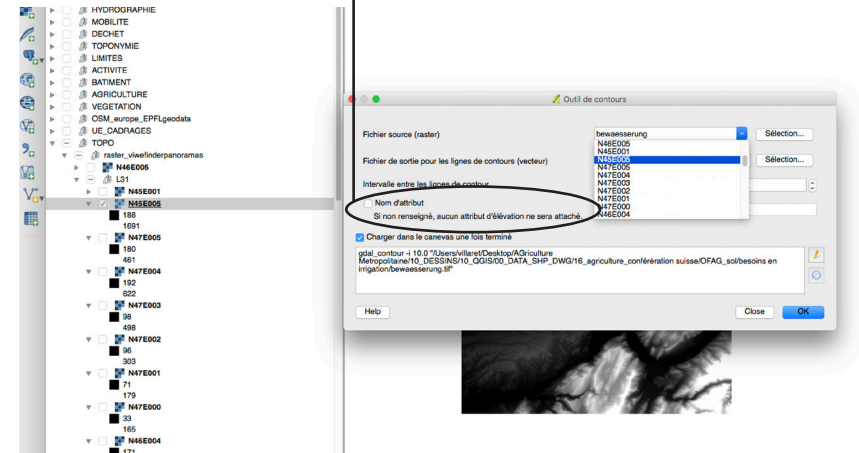 HYDROGRAPHIE
MOBILITE
DECHET
TOPONYMIE
LIMITES
ACTIVITE
BATIMENT
AGRICULTURE
VEGETATION
OSM_europe_EPFLgeodata
UE_CADRAGES
TOPO
raster_viwefinderpanoramas
N46E005
L31
N45E001
N45E005
188
1691
N47E005
180
461
N47E004
192
622
N47E003
98
498
N47E002
96
303
N47E001
71
179
N47E000
33
165
N46E004
171
Outil de contours
Fichier source (raster)
bewaesserung
Sélection...
N46E005
N45E001
N45E005
N47E005
N47E004
N47E003
N47E002
N47E001
N47E000
N46E004
Fichier de sortie pour les lignes de contours (vecteur)
Sélection...
Intervalle entre les lignes de contour
Nom d'attribut
Si non renseigné, aucun attribut d'élévation ne sera attaché.
Charger dans le canevas une fois terminé
gdal_contour -i 10.0 "/Users/villaret/Desktop/AGriculture
Metropolitaine/10_DESSINS/10_QGIS/00_DATA_SHP_DWG/16_agriculture_conférération suisse/OFAG_sol/besoins en
irrigation/bewaesserung.tif"
Help
Close
OK